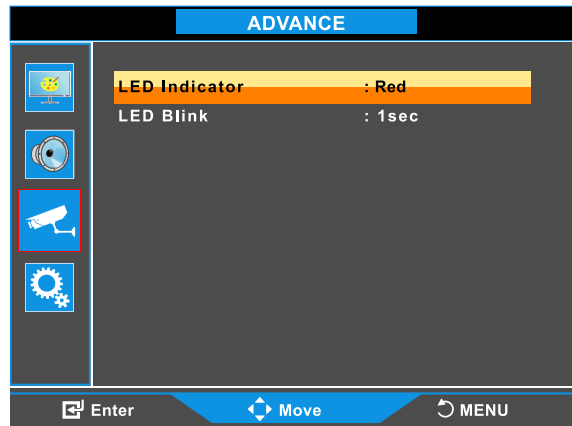 ADVANCE
LED Indicator : Red
LED Blink : 1sec
Enter Move MENU